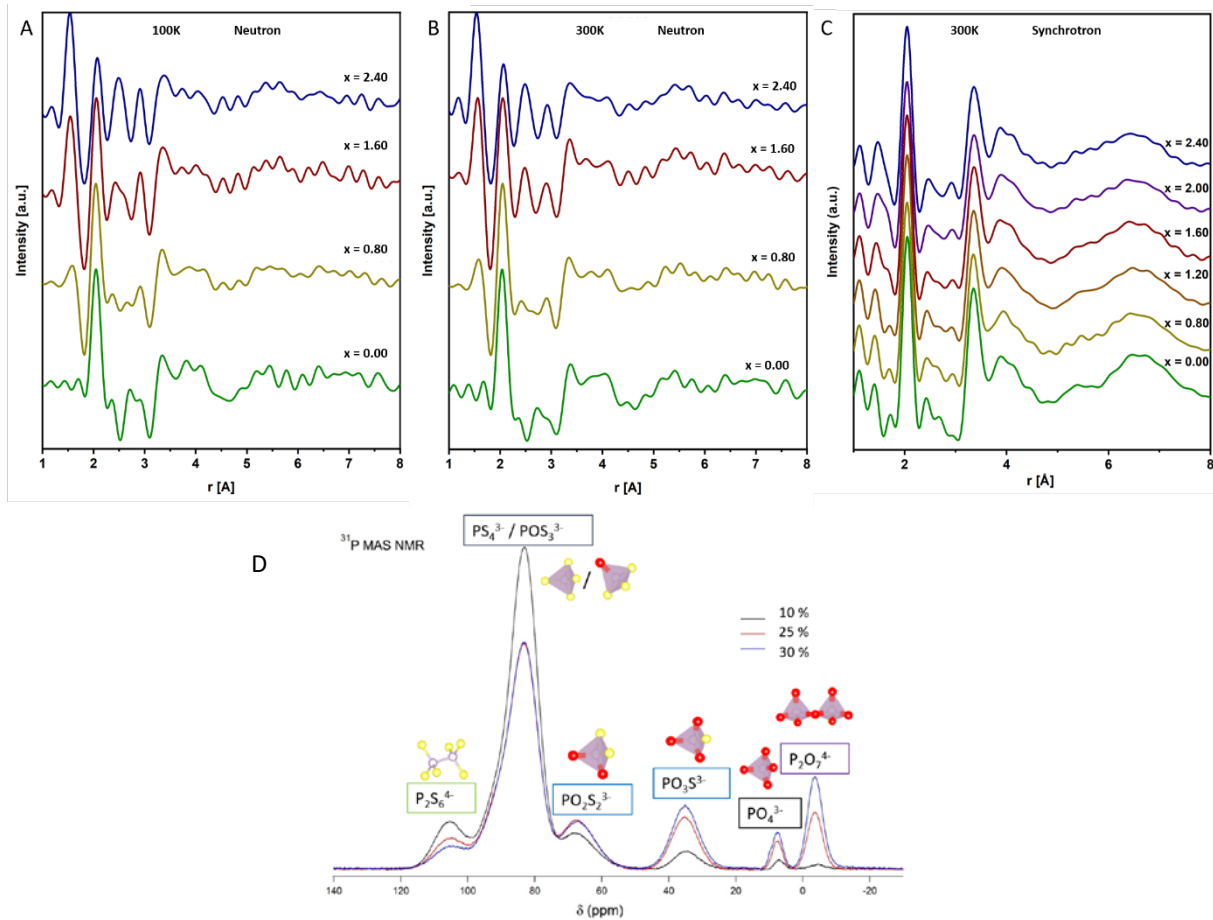 A
100K Neutron
x = 2.40
x = 1.60
x = 0.80
x = 0.00
Intensity [a.u.]
1 2 3 4 5 6 7 8
r [A]
B
300K Neutron
x = 2.40
x = 1.60
x = 0.80
x = 0.00
Intensity [a.u.]
1 2 3 4 5 6 7 8
r [A]
C
300K Synchrotron
x = 2.40
x = 2.00
x = 1.60
x = 1.20
x = 0.80
x = 0.00
Intensity (a.u.)
2 4 6 8
r [Å]
D
³¹P MAS NMR
PS₄³⁻ / POS₃³⁻
/
10 %
25 %
30 %
P₂S₆⁴⁻
PO₂S₂³⁻
PO₃S³⁻
PO₄³⁻
P₂O₇⁴⁻
140 120 100 80 60 40 20 0 -20
δ (ppm)